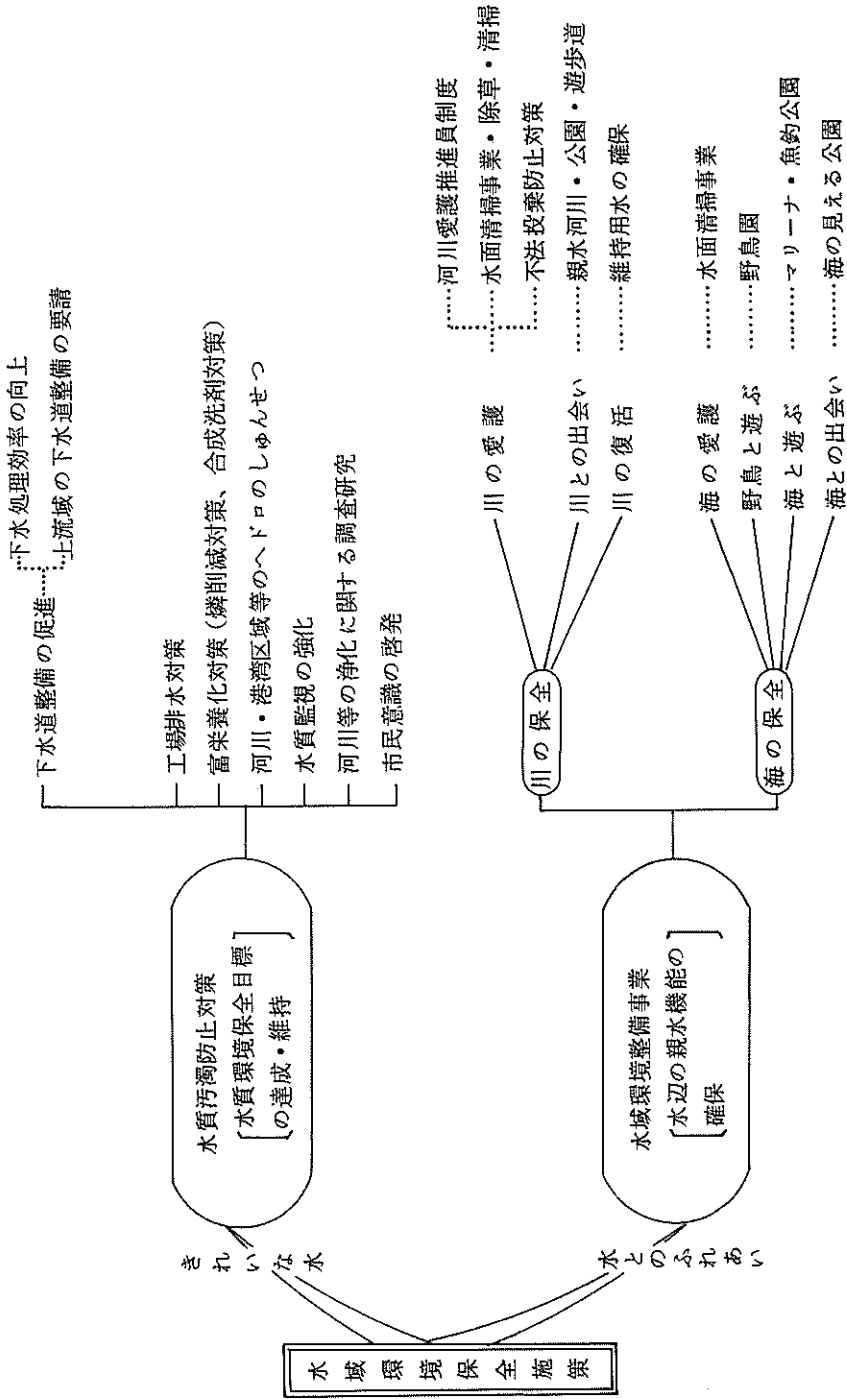 水域環境保全施策
きれいな水
水質汚濁防止対策
水質環境保全目標
の達成・維持
下水道整備の促進
下水処理効率の向上
上流域の下水道整備の要請
工場排水対策
富栄養化対策(燐削減対策、合成洗剤対策)
河川・港湾区域等のヘドロのしゅんせつ
水質監視の強化
河川等の浄化に関する調査研究
市民意識の啓発
水とのふれあい
水域環境整備事業
水辺の親水機能の
確保
川の保全
川の愛護
河川愛護推進員制度
水面清掃事業・除草・清掃
不法投棄防止対策
川との出会い
親水河川・公園・遊歩道
川の復活
維持用水の確保
海の保全
海の愛護
水面清掃事業
野鳥と遊ぶ
野鳥園
海と遊ぶ
マリーナ・魚釣公園
海との出会い
海の見える公園